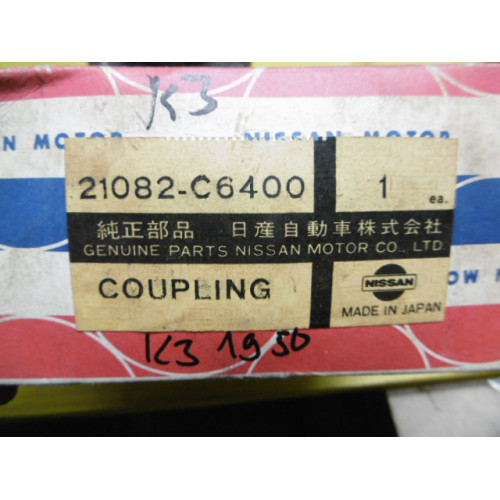 K3
N MOTOR NISSAN MOTOR
21082-C6400 1 ea.
純正部品 日産自動車株式会社
GENUINE PARTS NISSAN MOTOR CO., LTD.
COUPLING NISSAN
MADE IN JAPAN
OW
K3 1950